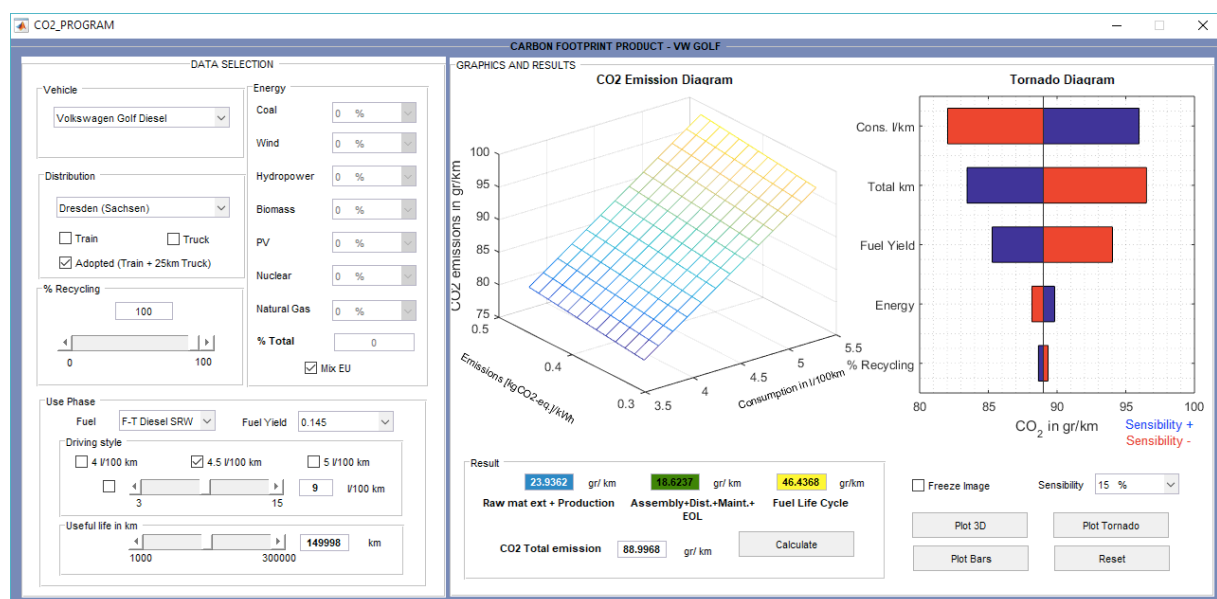 CO2_PROGRAM
CARBON FOOTPRINT PRODUCT - VW GOLF
DATA SELECTION
Vehicle
Volkswagen Golf Diesel
Distribution
Dresden (Sachsen)
Train
Truck
Adopted (Train + 25km Truck)
% Recycling
100
0
100
Energy
Coal
0 %
Wind
0 %
Hydropower
0 %
Biomass
0 %
PV
0 %
Nuclear
0 %
Natural Gas
0 %
% Total
0
Mix EU
Use Phase
Fuel
F-T Diesel SRW
Fuel Yield
0.145
Driving style
4 l/100 km
4.5 l/100 km
5 l/100 km
3
15
9
l/100 km
Useful life in km
1000
300000
149998
km
GRAPHICS AND RESULTS
CO2 Emission Diagram
CO2 emissions in gr/km
100
95
90
85
80
75
0.5
0.4
0.3
Emissions [kgCO2-eq.]/kWh
3.5
4
4.5
5
5.5
Consumption in l/100km
Tornado Diagram
Cons. l/km
Total km
Fuel Yield
Energy
% Recycling
80
85
90
95
100
CO2 in gr/km
Sensibility +
Sensibility -
Result
23.9362
gr/ km
18.6237
gr/ km
46.4368
gr/km
Raw mat ext + Production
Assembly+Dist.+Maint.+
EOL
Fuel Life Cycle
CO2 Total emission
88.9968
gr/ km
Calculate
Freeze Image
Sensibility
15 %
Plot 3D
Plot Tornado
Plot Bars
Reset